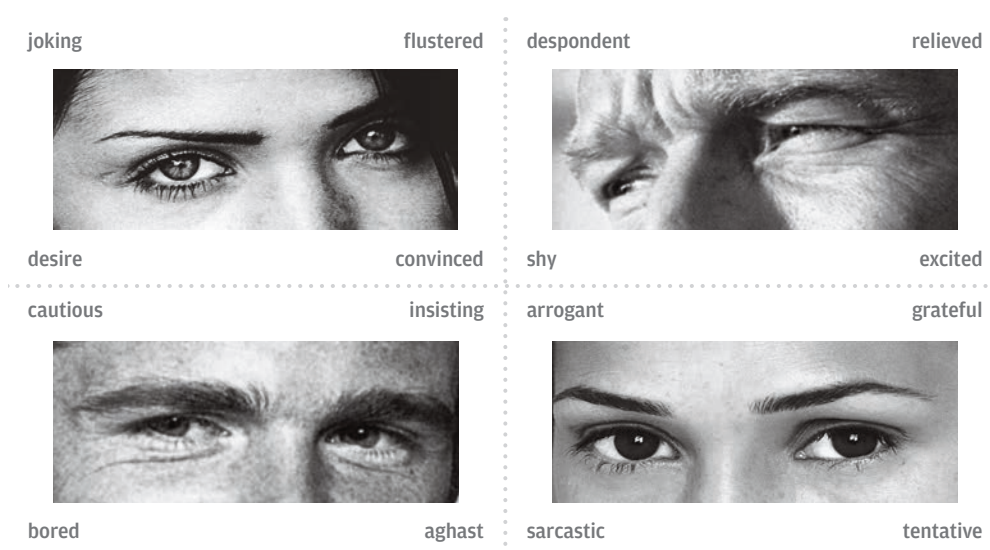 joking flustered
despondent relieved
desire convinced
shy excited
cautious insisting
arrogant grateful
bored aghast
sarcastic tentative